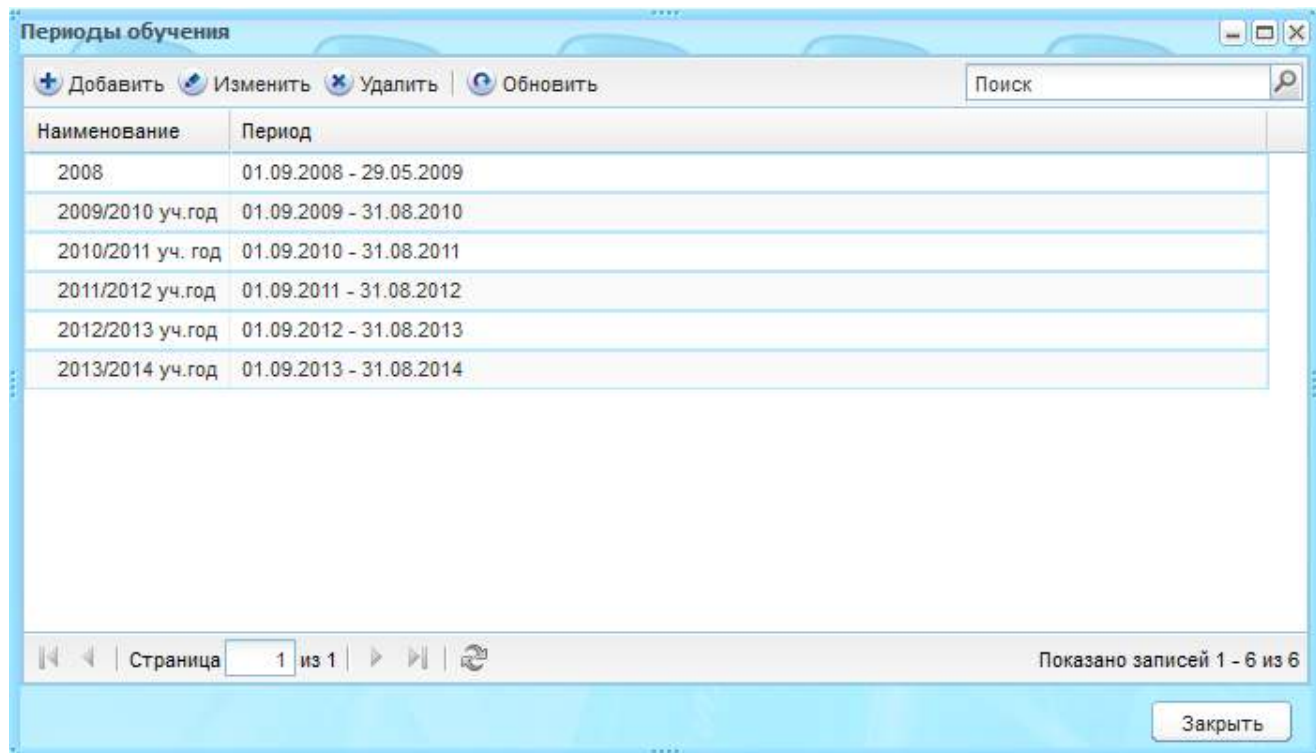 Периоды обучения
Добавить Изменить Удалить Обновить Поиск
Наименование Период
2008 01.09.2008 - 29.05.2009
2009/2010 уч.год 01.09.2009 - 31.08.2010
2010/2011 уч. год 01.09.2010 - 31.08.2011
2011/2012 уч.год 01.09.2011 - 31.08.2012
2012/2013 уч.год 01.09.2012 - 31.08.2013
2013/2014 уч.год 01.09.2013 - 31.08.2014
Страница 1 из 1 Показано записей 1 - 6 из 6
Закрыть